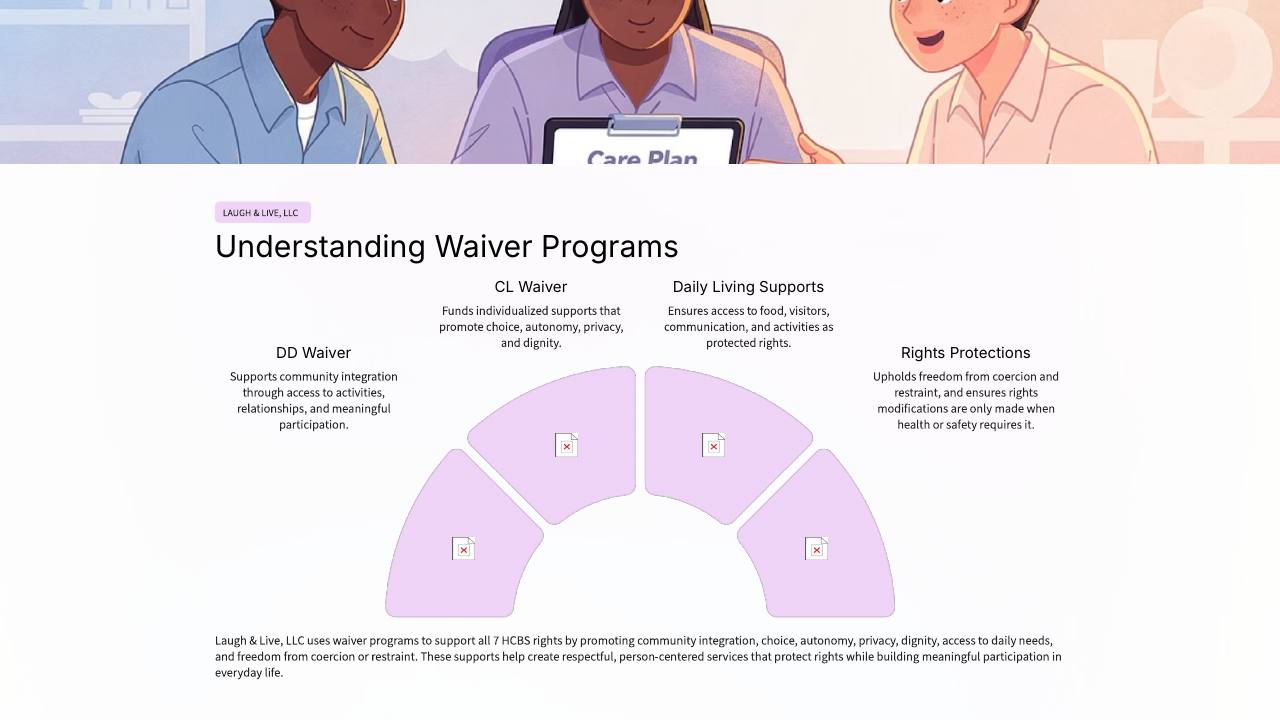 Care Plan
LAUGH & LIVE, LLC
Understanding Waiver Programs
CL Waiver
Funds individualized supports that
promote choice, autonomy, privacy,
and dignity.
Daily Living Supports
Ensures access to food, visitors,
communication, and activities as
protected rights.
DD Waiver
Supports community integration
through access to activities,
relationships, and meaningful
participation.
Rights Protections
Upholds freedom from coercion and
restraint, and ensures rights
modifications are only made when
health or safety requires it.
Laugh & Live, LLC uses waiver programs to support all 7 HCBS rights by promoting community integration, choice, autonomy, privacy, dignity, access to daily needs,
and freedom from coercion or restraint. These supports help create respectful, person-centered services that protect rights while building meaningful participation in
everyday life.